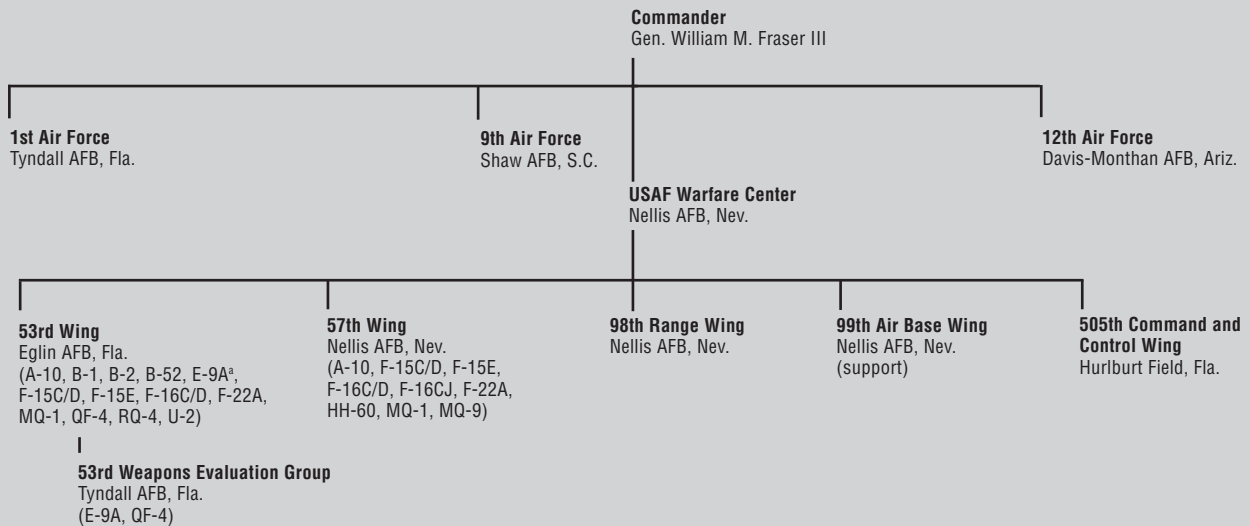 Commander
Gen. William M. Fraser III
1st Air Force
Tyndall AFB, Fla.
9th Air Force
Shaw AFB, S.C.
12th Air Force
Davis-Monthan AFB, Ariz.
USAF Warfare Center
Nellis AFB, Nev.
53rd Wing
Eglin AFB, Fla.
(A-10, B-1, B-2, B-52, E-9Aª,
F-15C/D, F-15E, F-16C/D, F-22A,
MQ-1, QF-4, RQ-4, U-2)
53rd Weapons Evaluation Group
Tyndall AFB, Fla.
(E-9A, QF-4)
57th Wing
Nellis AFB, Nev.
(A-10, F-15C/D, F-15E,
F-16C/D, F-16CJ, F-22A,
HH-60, MQ-1, MQ-9)
98th Range Wing
Nellis AFB, Nev.
99th Air Base Wing
Nellis AFB, Nev.
(support)
505th Command and
Control Wing
Hurlburt Field, Fla.